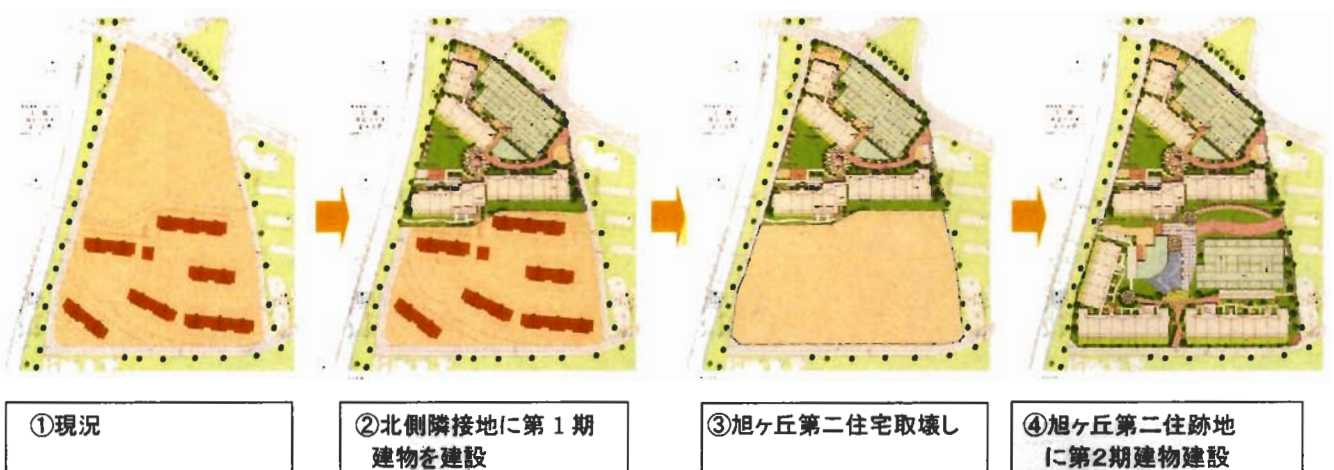 ①現況
②北側隣接地に第１期
建物を建設
③旭ヶ丘第二住宅取壊し
④旭ヶ丘第二住跡地
に第2期建物建設